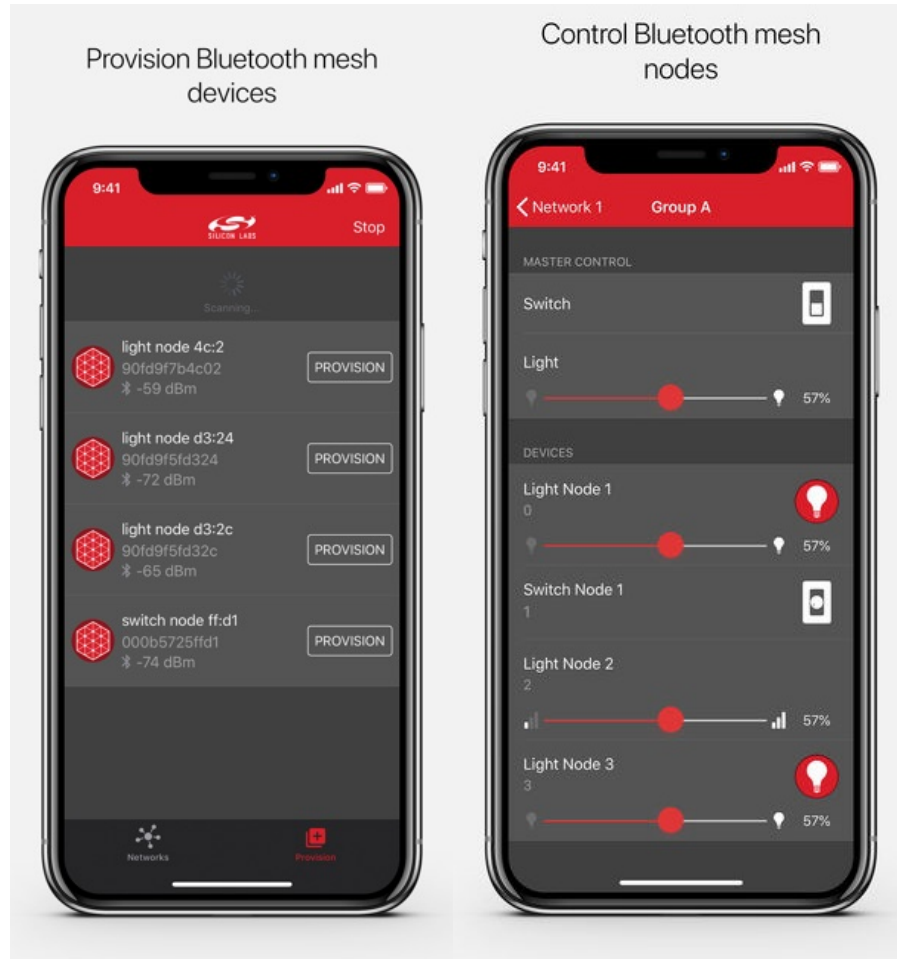 Provision Bluetooth mesh
devices
9:41
SILICON LABS
Stop
Scanning...
light node 4c:2
90fd9f7b4c02
-59 dBm
PROVISION
light node d3:24
90fd9f5fd324
-72 dBm
PROVISION
light node d3:2c
90fd9f5fd32c
-65 dBm
PROVISION
switch node ff:d1
000b5725ffd1
-74 dBm
PROVISION
Networks
Provision
Control Bluetooth mesh
nodes
9:41
Network 1
Group A
MASTER CONTROL
Switch
Light
57%
DEVICES
Light Node 1
0
57%
Switch Node 1
1
Light Node 2
2
57%
Light Node 3
3
57%